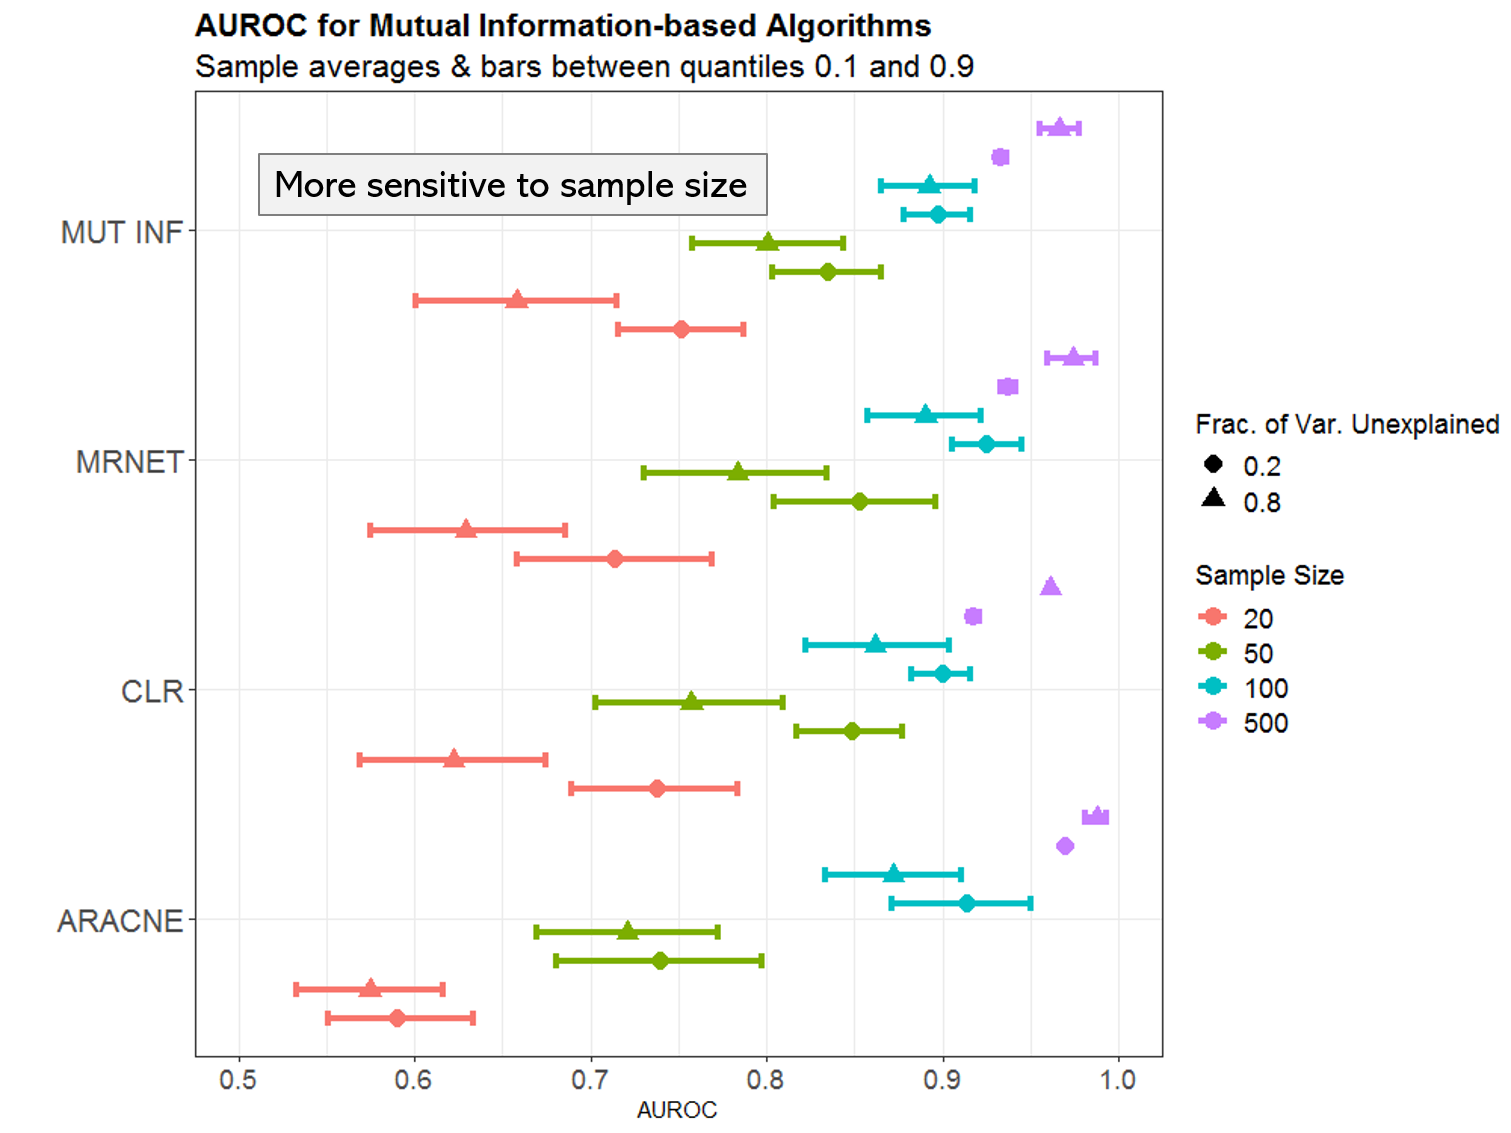 AUROC for Mutual Information-based Algorithms
Sample averages & bars between quantiles 0.1 and 0.9
More sensitive to sample size
MUT INF
MRNET
CLR
ARACNE
0.5 0.6 0.7 0.8 0.9 1.0
AUROC
Frac. of Var. Unexplained
0.2
0.8
Sample Size
20
50
100
500